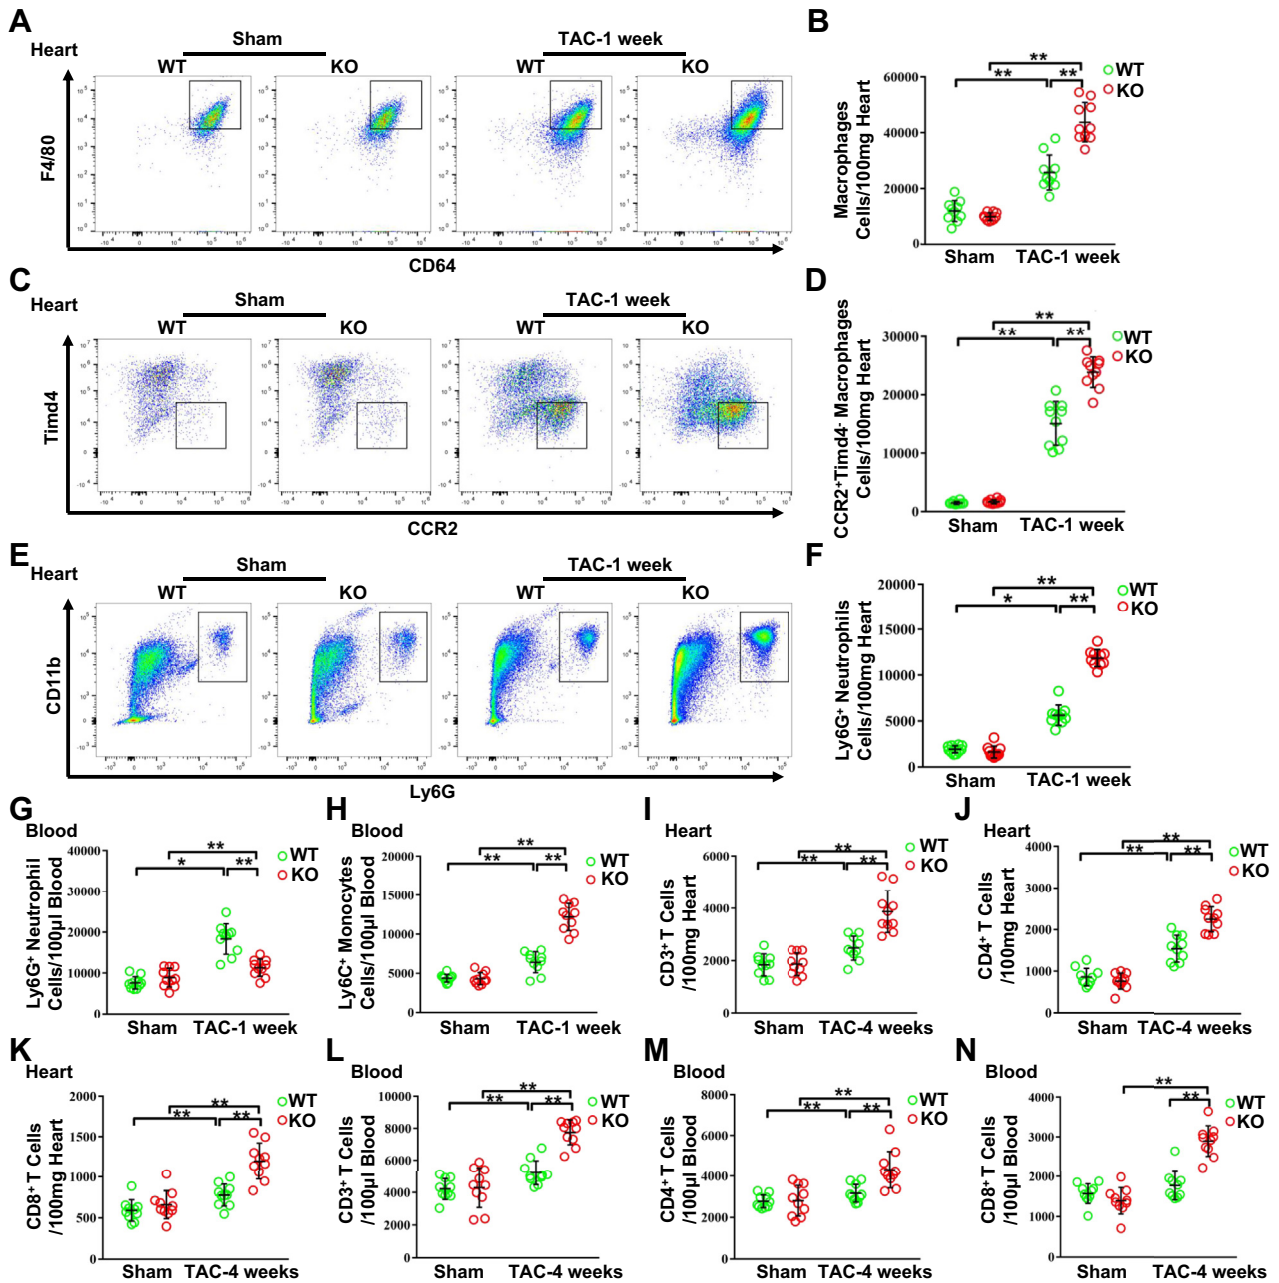 A
Heart
Sham
TAC-1 week
WT
KO
WT
KO
F4/80
CD64
B
Macrophages
Cells/100mg Heart
60000
40000
20000
0
** ** **
WT
KO
Sham
TAC-1 week
C
Heart
Sham
TAC-1 week
WT
KO
WT
KO
Timd4
CCR2
D
CCR2⁺Timd4⁻ Macrophages
Cells/100mg Heart
30000
20000
10000
0
** ** **
WT
KO
Sham
TAC-1 week
E
Heart
Sham
TAC-1 week
WT
KO
WT
KO
CD11b
Ly6G
F
Ly6G⁺ Neutrophils
Cells/100mg Heart
20000
15000
10000
5000
0
** * **
WT
KO
Sham
TAC-1 week
G
Blood
Ly6G⁺ Neutrophil
Cells/100µl Blood
40000
30000
20000
10000
0
** * **
WT
KO
Sham
TAC-1 week
H
Blood
Ly6C⁺ Monocytes
Cells/100µl Blood
20000
15000
10000
5000
0
** ** **
WT
KO
Sham
TAC-1 week
I
Heart
CD3⁺ T Cells
/100mg Heart
6000
4000
2000
0
** ** **
WT
KO
Sham
TAC-4 weeks
J
Heart
CD4⁺ T Cells
/100mg Heart
4000
3000
2000
1000
0
** ** **
WT
KO
Sham
TAC-4 weeks
K
Heart
CD8⁺ T Cells
/100mg Heart
2000
1500
1000
500
0
** ** **
WT
KO
Sham
TAC-4 weeks
L
Blood
CD3⁺ T Cells
/100µl Blood
10000
8000
6000
4000
2000
0
** ** **
WT
KO
Sham
TAC-4 weeks
M
Blood
CD4⁺ T Cells
/100µl Blood
8000
6000
4000
2000
0
** ** **
WT
KO
Sham
TAC-4 weeks
N
Blood
CD8⁺ T Cells
/100µl Blood
4000
3000
2000
1000
0
** **
WT
KO
Sham
TAC-4 weeks